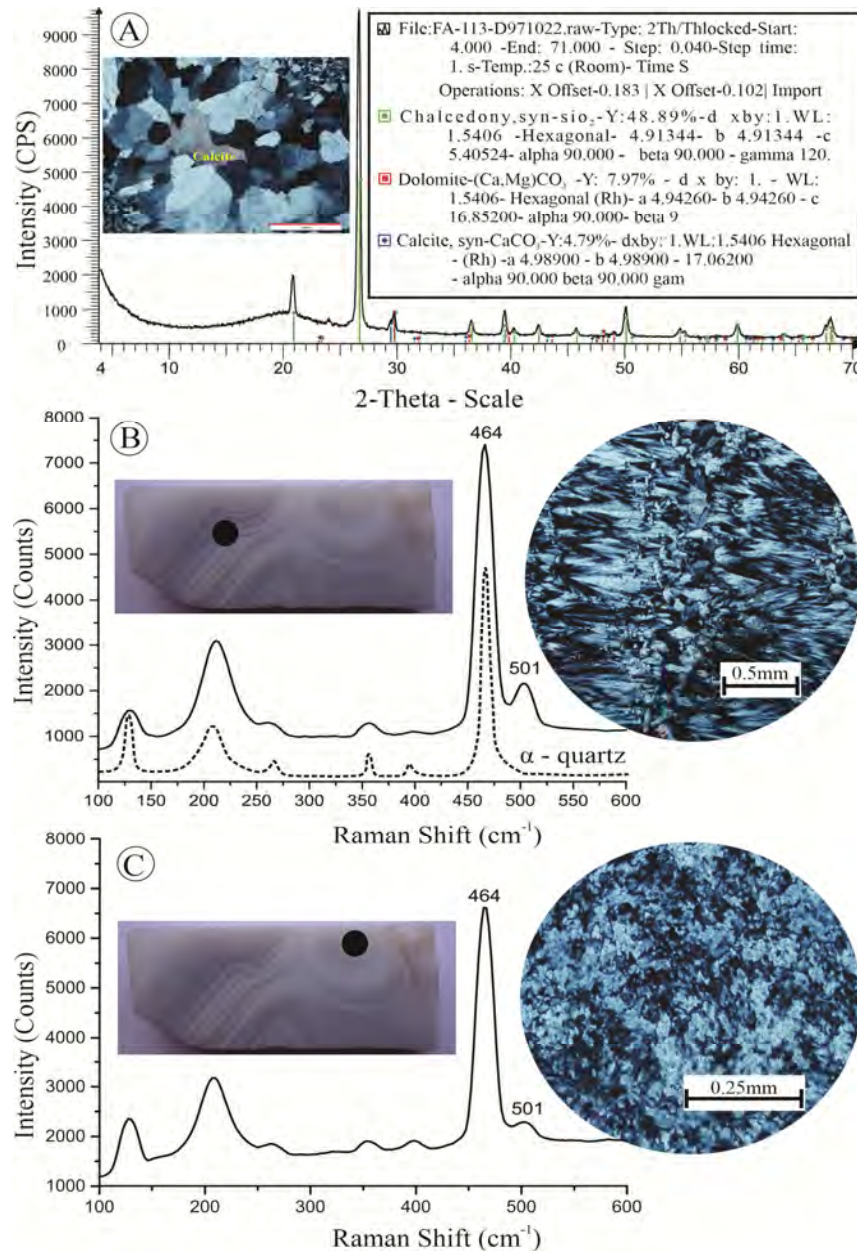 A
File:FA-113-D971022.raw-Type: 2Th/Thlocked-Start:
4.000 -End: 71.000 - Step: 0.040-Step time:
1. s-Temp.:25 c (Room)- Time S
Operations: X Offset-0.183 | X Offset-0.102| Import
Chalcedony,syn-sio₂-Y:48.89%-d xby:1.WL:
1.5406 -Hexagonal- 4.91344- b 4.91344 -c
5.40524- alpha 90.000 - beta 90.000 - gamma 120.
Dolomite-(Ca,Mg)CO₃ -Y: 7.97% - d x by: 1. - WL:
1.5406- Hexagonal (Rh)- a 4.94260- b 4.94260 - c
16.85200- alpha 90.000- beta 9
Calcite, syn-CaCO₃-Y:4.79%- dxby: 1.WL:1.5406 Hexagonal
- (Rh) -a 4.98900 - b 4.98900 - 17.06200
- alpha 90.000 beta 90.000 gam
Calcite
Intensity (CPS)
9000
8000
7000
6000
5000
4000
3000
2000
1000
0
4 10 20 30 40 50 60 70
2-Theta - Scale
B
Intensity (Counts)
8000
7000
6000
5000
4000
3000
2000
1000
464
501
α - quartz
0.5mm
100 150 200 250 300 350 400 450 500 550 600
Raman Shift (cm⁻¹)
C
Intensity (Counts)
8000
7000
6000
5000
4000
3000
2000
1000
464
501
0.25mm
100 200 300 400 500 600
Raman Shift (cm⁻¹)